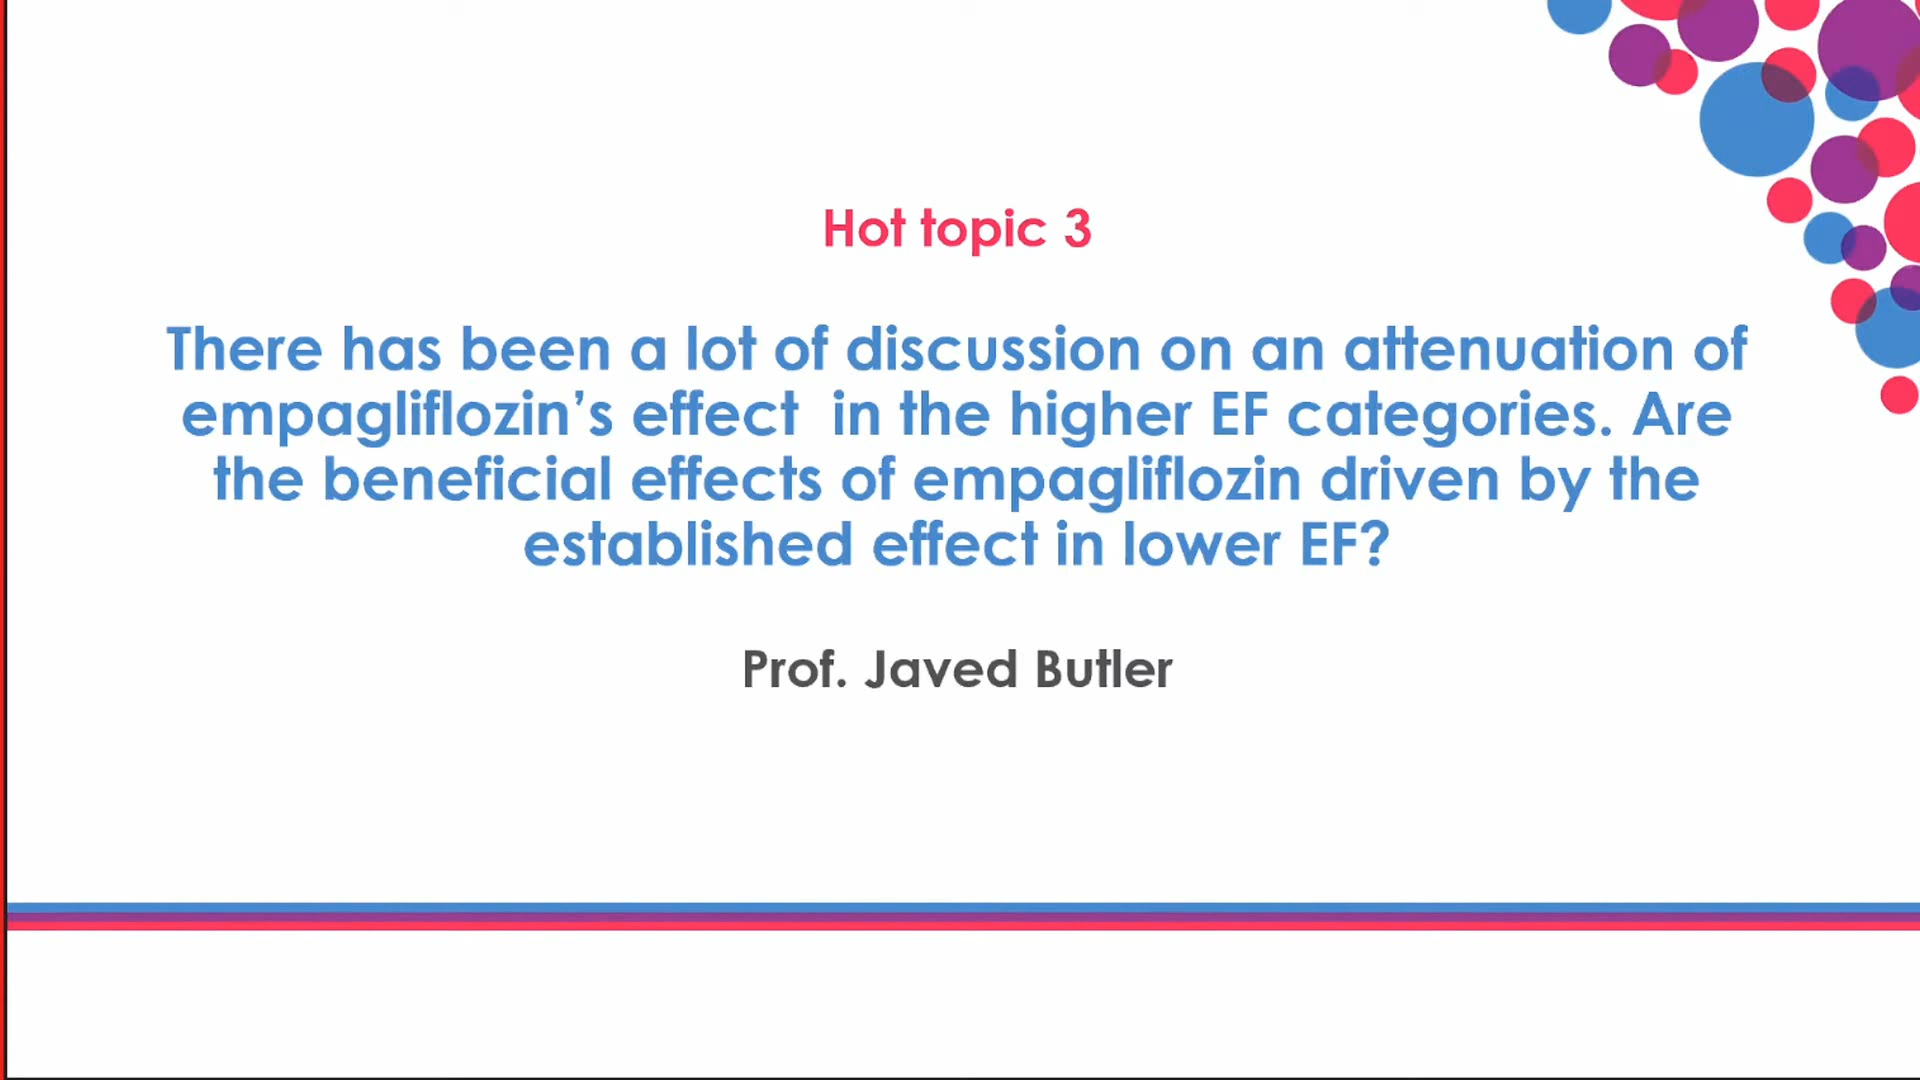 Hot topic 3
There has been a lot of discussion on an attenuation of
empagliflozin’s effect  in the higher EF categories. Are
the beneficial effects of empagliflozin driven by the
established effect in lower EF?
Prof. Javed Butler